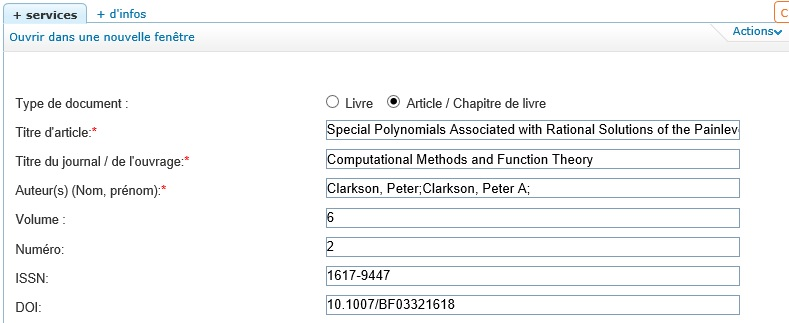 + services + d'infos
Ouvrir dans une nouvelle fenêtre Actions
Type de document : Livre Article / Chapitre de livre
Titre d'article:* Special Polynomials Associated with Rational Solutions of the Painlev
Titre du journal / de l'ouvrage:* Computational Methods and Function Theory
Auteur(s) (Nom, prénom):* Clarkson, Peter;Clarkson, Peter A;
Volume : 6
Numéro: 2
ISSN: 1617-9447
DOI: 10.1007/BF03321618